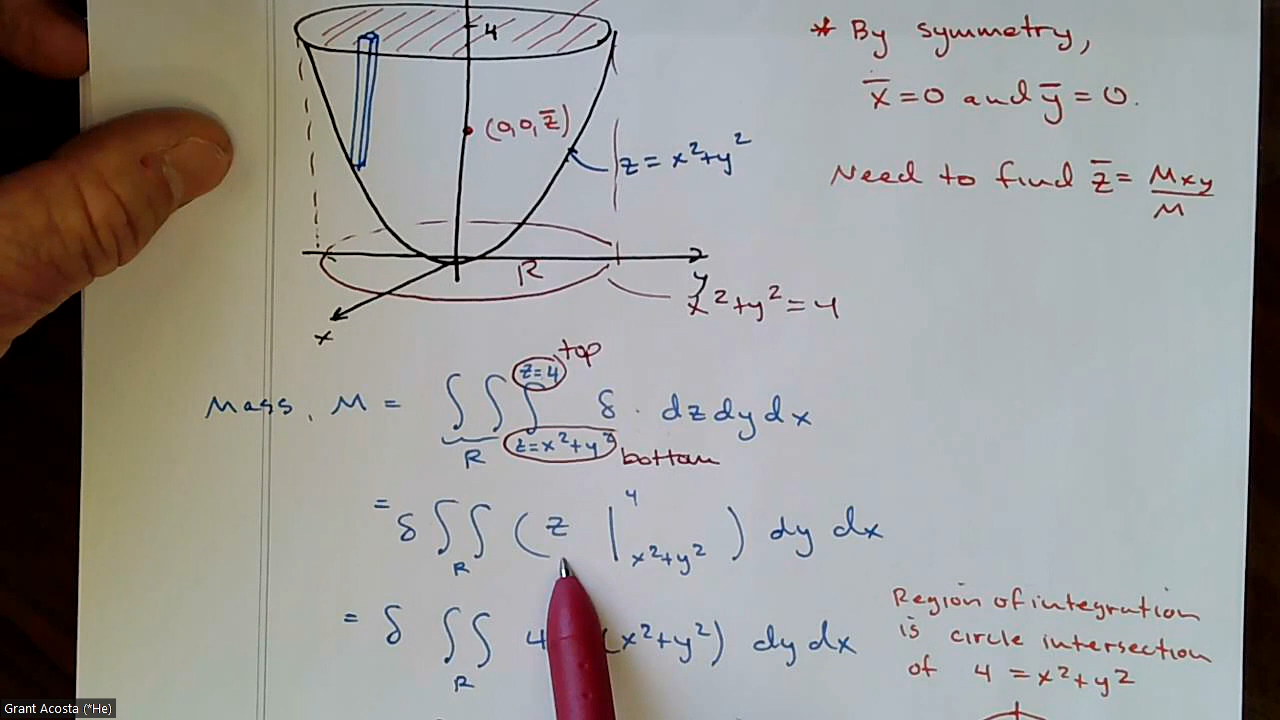 4
* By symmetry,
x̅ = 0 and y̅ = 0.
(0,0,z̅)
z = x²+y²
Need to find z̅ = Mxy/M
R
y
x²+y² = 4
x
top
z=4
Mass, M = ∫∫∫ δ · dz dy dx
R
z=x²+y²
bottom
= δ ∫∫ ( z |⁴ x²+y² ) dy dx
R
Region of integration
is circle intersection
of 4 = x²+y²
= δ ∫∫ 4 (x²+y²) dy dx
R
Grant Acosta (*He)